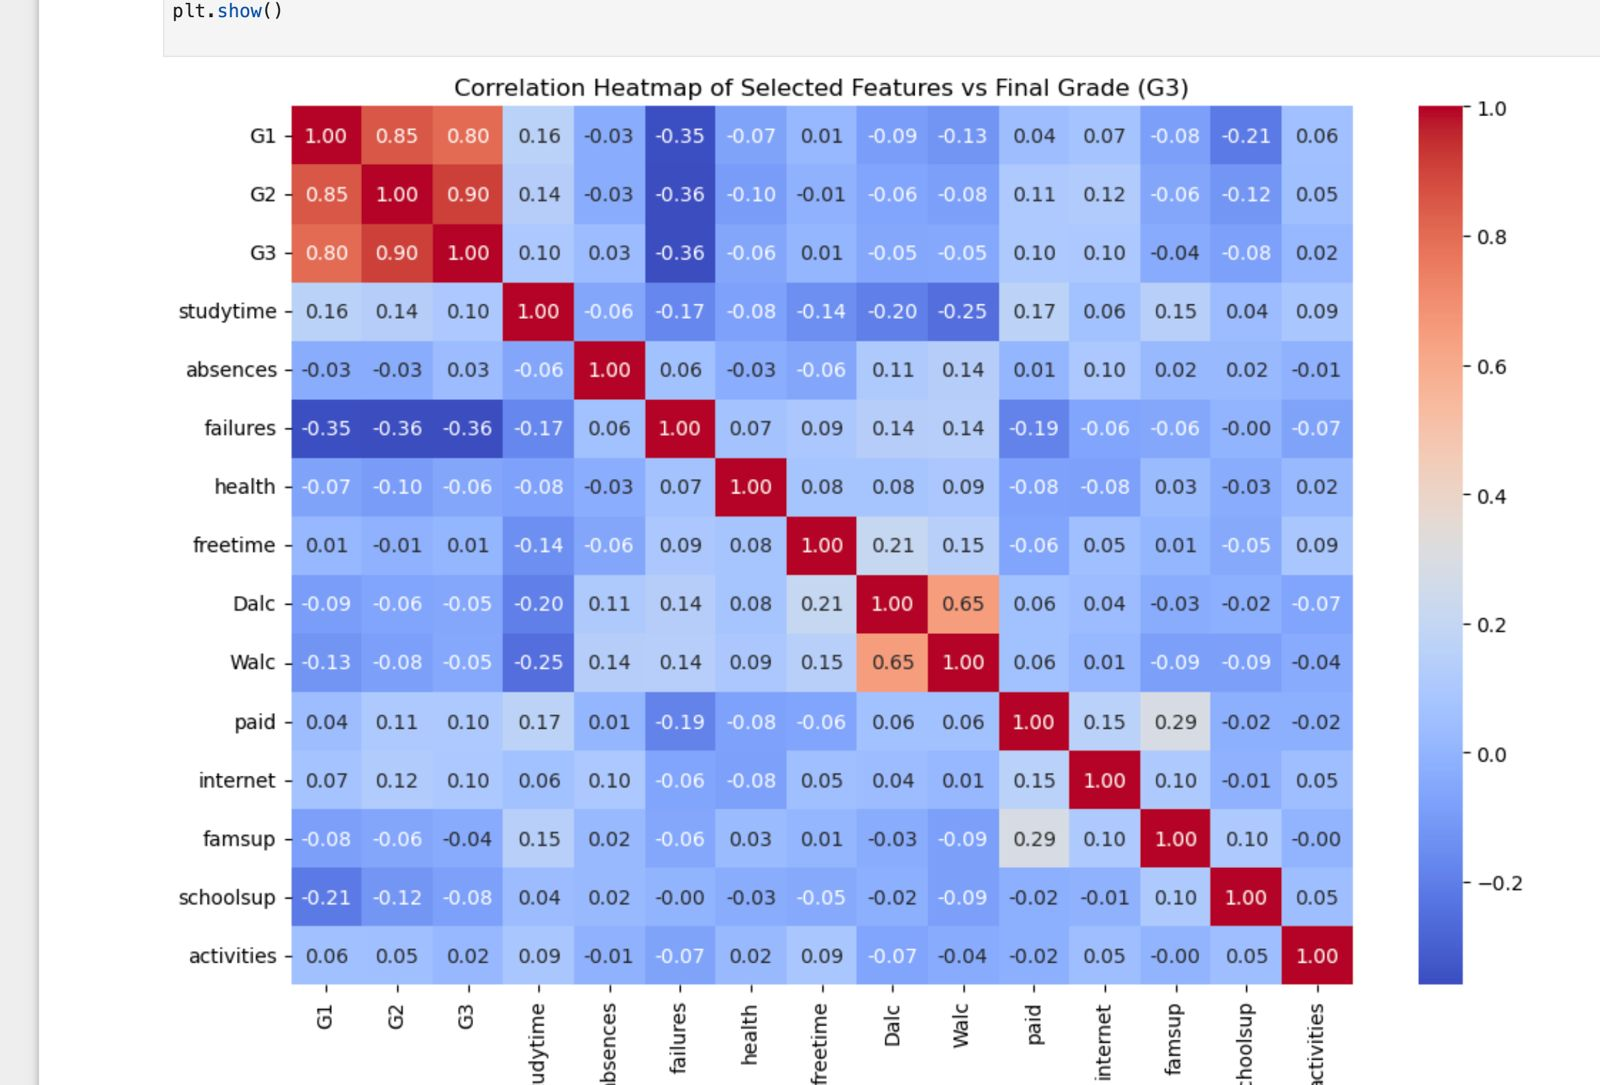 plt.show()
Correlation Heatmap of Selected Features vs Final Grade (G3)
G1 1.00 0.85 0.80 0.16 -0.03 -0.35 -0.07 0.01 -0.09 -0.13 0.04 0.07 -0.08 -0.21 0.06
G2 0.85 1.00 0.90 0.14 -0.03 -0.36 -0.10 -0.01 -0.06 -0.08 0.11 0.12 -0.06 -0.12 0.05
G3 0.80 0.90 1.00 0.10 0.03 -0.36 -0.06 0.01 -0.05 -0.05 0.10 0.10 -0.04 -0.08 0.02
studytime 0.16 0.14 0.10 1.00 -0.06 -0.17 -0.08 -0.14 -0.20 -0.25 0.17 0.06 0.15 0.04 0.09
absences -0.03 -0.03 0.03 -0.06 1.00 0.06 -0.03 -0.06 0.11 0.14 0.01 0.10 0.02 0.02 -0.01
failures -0.35 -0.36 -0.36 -0.17 0.06 1.00 0.07 0.09 0.14 0.14 -0.19 -0.06 -0.06 -0.00 -0.07
health -0.07 -0.10 -0.06 -0.08 -0.03 0.07 1.00 0.08 0.08 0.09 -0.08 -0.08 0.03 -0.03 0.02
freetime 0.01 -0.01 0.01 -0.14 -0.06 0.09 0.08 1.00 0.21 0.15 -0.06 0.05 0.01 -0.05 0.09
Dalc -0.09 -0.06 -0.05 -0.20 0.11 0.14 0.08 0.21 1.00 0.65 0.06 0.04 -0.03 -0.02 -0.07
Walc -0.13 -0.08 -0.05 -0.25 0.14 0.14 0.09 0.15 0.65 1.00 0.06 0.01 -0.09 -0.09 -0.04
paid 0.04 0.11 0.10 0.17 0.01 -0.19 -0.08 -0.06 0.06 0.06 1.00 0.15 0.29 -0.02 -0.02
internet 0.07 0.12 0.10 0.06 0.10 -0.06 -0.08 0.05 0.04 0.01 0.15 1.00 0.10 -0.01 0.05
famsup -0.08 -0.06 -0.04 0.15 0.02 -0.06 0.03 0.01 -0.03 -0.09 0.29 0.10 1.00 0.10 -0.00
schoolsup -0.21 -0.12 -0.08 0.04 0.02 -0.00 -0.03 -0.05 -0.02 -0.09 -0.02 -0.01 0.10 1.00 0.05
activities 0.06 0.05 0.02 0.09 -0.01 -0.07 0.02 0.09 -0.07 -0.04 -0.02 0.05 -0.00 0.05 1.00
G1 G2 G3 udytime bsences failures health freetime Dalc Walc paid internet famsup choolsup ctivities
1.0
0.8
0.6
0.4
0.2
0.0
−0.2